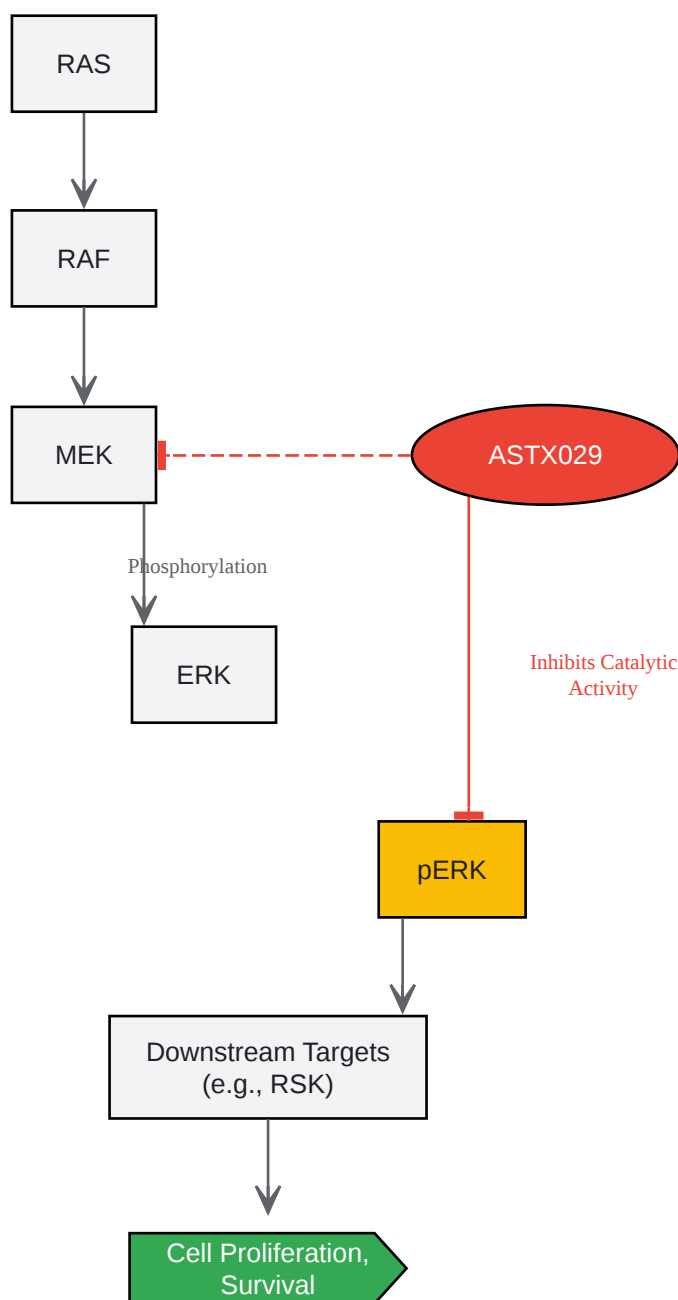 RAS
RAF
MEK
ASTX029
Phosphorylation
ERK
Inhibits Catalytic
Activity
pERK
Downstream Targets
(e.g., RSK)
Cell Proliferation,
Survival